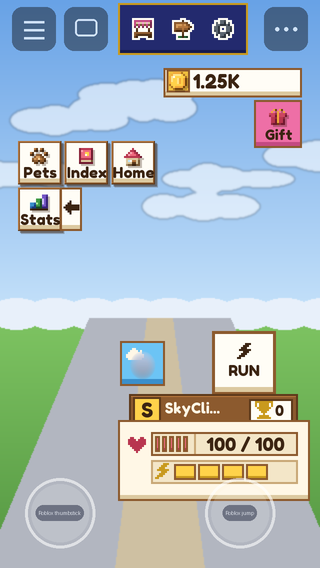 1.25K
Gift
Pets
Index
Home
Stats
RUN
S
SkyCli...
0
100 / 100
Roblox thumbstick
Roblox jump